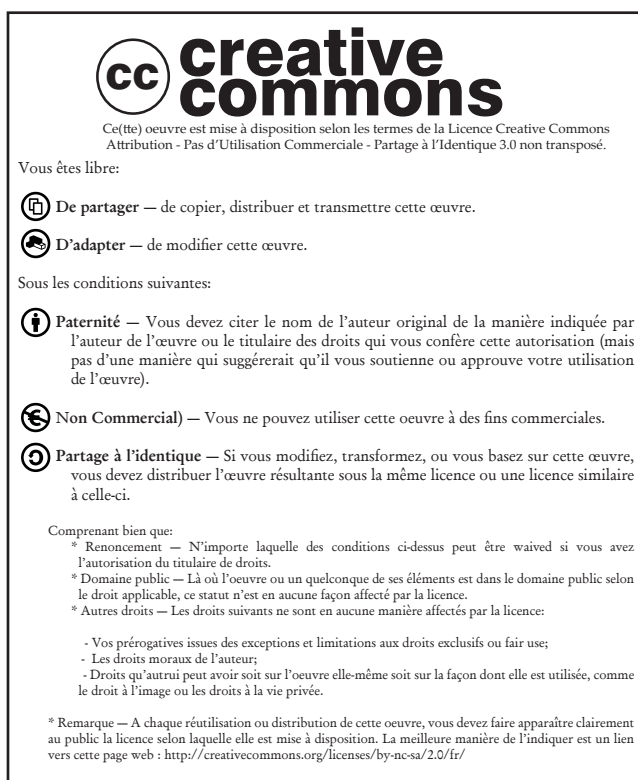 cc creative
commons
Ce(tte) oeuvre est mise à disposition selon les termes de la Licence Creative Commons
Attribution - Pas d’Utilisation Commerciale - Partage à l’Identique 3.0 non transposé.
Vous êtes libre:
De partager — de copier, distribuer et transmettre cette œuvre.
D’adapter — de modifier cette œuvre.
Sous les conditions suivantes:
Paternité — Vous devez citer le nom de l’auteur original de la manière indiquée par
l’auteur de l’œuvre ou le titulaire des droits qui vous confère cette autorisation (mais
pas d’une manière qui suggérerait qu’il vous soutienne ou approuve votre utilisation
de l’œuvre).
Non Commercial) — Vous ne pouvez utiliser cette oeuvre à des fins commerciales.
Partage à l’identique — Si vous modifiez, transformez, ou vous basez sur cette œuvre,
vous devez distribuer l’œuvre résultante sous la même licence ou une licence similaire
à celle-ci.
Comprenant bien que:
* Renoncement — N’importe laquelle des conditions ci-dessus peut être waived si vous avez
l’autorisation du titulaire de droits.
* Domaine public — Là où l’oeuvre ou un quelconque de ses éléments est dans le domaine public selon
le droit applicable, ce statut n’est en aucune façon affecté par la licence.
* Autres droits — Les droits suivants ne sont en aucune manière affectés par la licence:
- Vos prérogatives issues des exceptions et limitations aux droits exclusifs ou fair use;
- Les droits moraux de l’auteur;
- Droits qu’autrui peut avoir soit sur l’oeuvre elle-même soit sur la façon dont elle est utilisée, comme
le droit à l’image ou les droits à la vie privée.
* Remarque — A chaque réutilisation ou distribution de cette oeuvre, vous devez faire apparaître clairement
au public la licence selon laquelle elle est mise à disposition. La meilleure manière de l’indiquer est un lien
vers cette page web : http://creativecommons.org/licenses/by-nc-sa/2.0/fr/